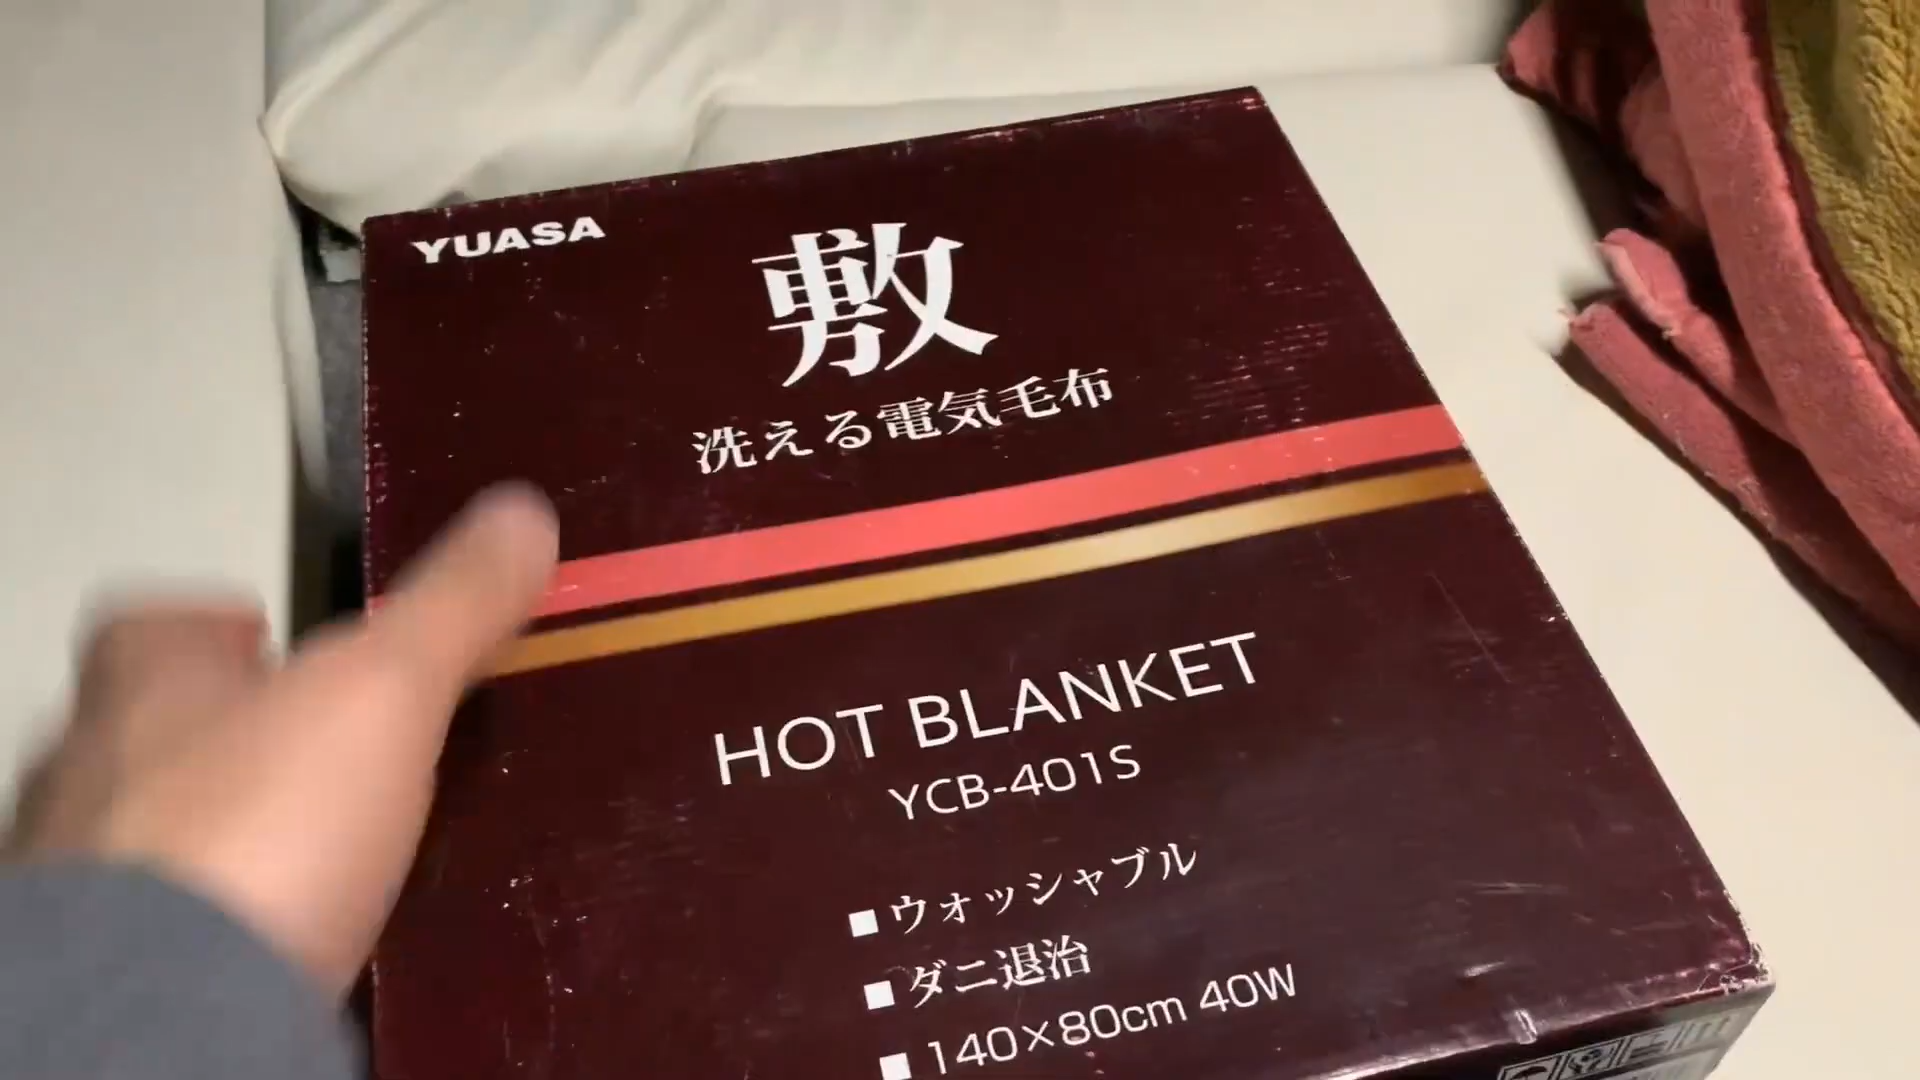 YUASA
敷
洗える電気毛布
HOT BLANKET
YCB-401S
■ウォッシャブル
■ダニ退治
■140×80cm 40W